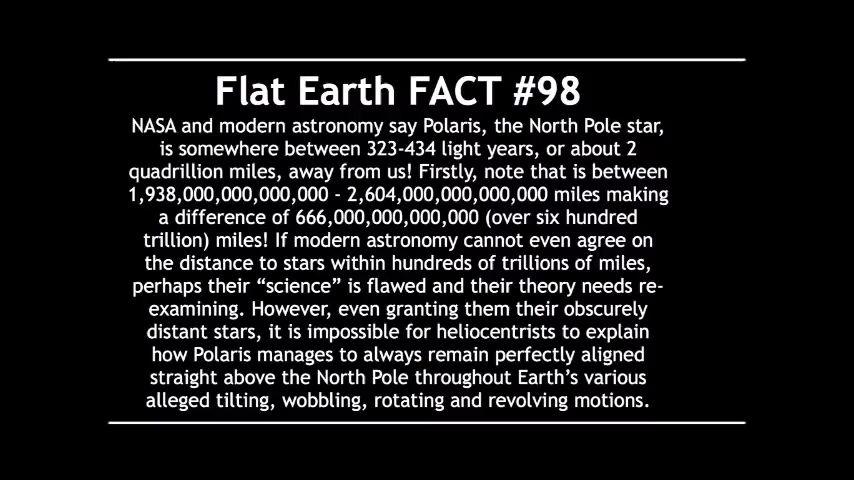 Flat Earth FACT #98
NASA and modern astronomy say Polaris, the North Pole star,
is somewhere between 323-434 light years, or about 2
quadrillion miles, away from us! Firstly, note that is between
1,938,000,000,000,000 - 2,604,000,000,000,000 miles making
a difference of 666,000,000,000,000 (over six hundred
trillion) miles! If modern astronomy cannot even agree on
the distance to stars within hundreds of trillions of miles,
perhaps their “science” is flawed and their theory needs re-
examining. However, even granting them their obscurely
distant stars, it is impossible for heliocentrists to explain
how Polaris manages to always remain perfectly aligned
straight above the North Pole throughout Earth’s various
alleged tilting, wobbling, rotating and revolving motions.